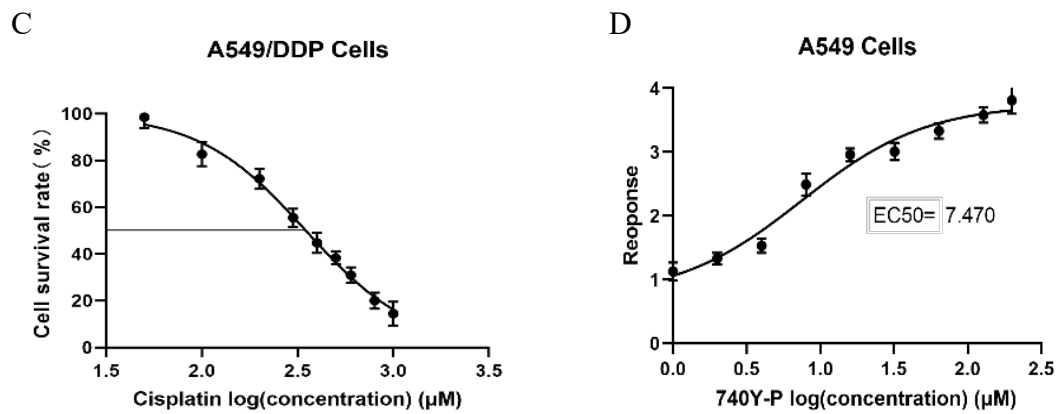 C
A549/DDP Cells
Cell survival rate (%)
100
80
60
40
20
0
1.5 2.0 2.5 3.0 3.5
Cisplatin log(concentration) (μM)
D
A549 Cells
Reoponse
4
3
2
1
0
EC50= 7.470
0.0 0.5 1.0 1.5 2.0 2.5
740Y-P log(concentration) (μM)